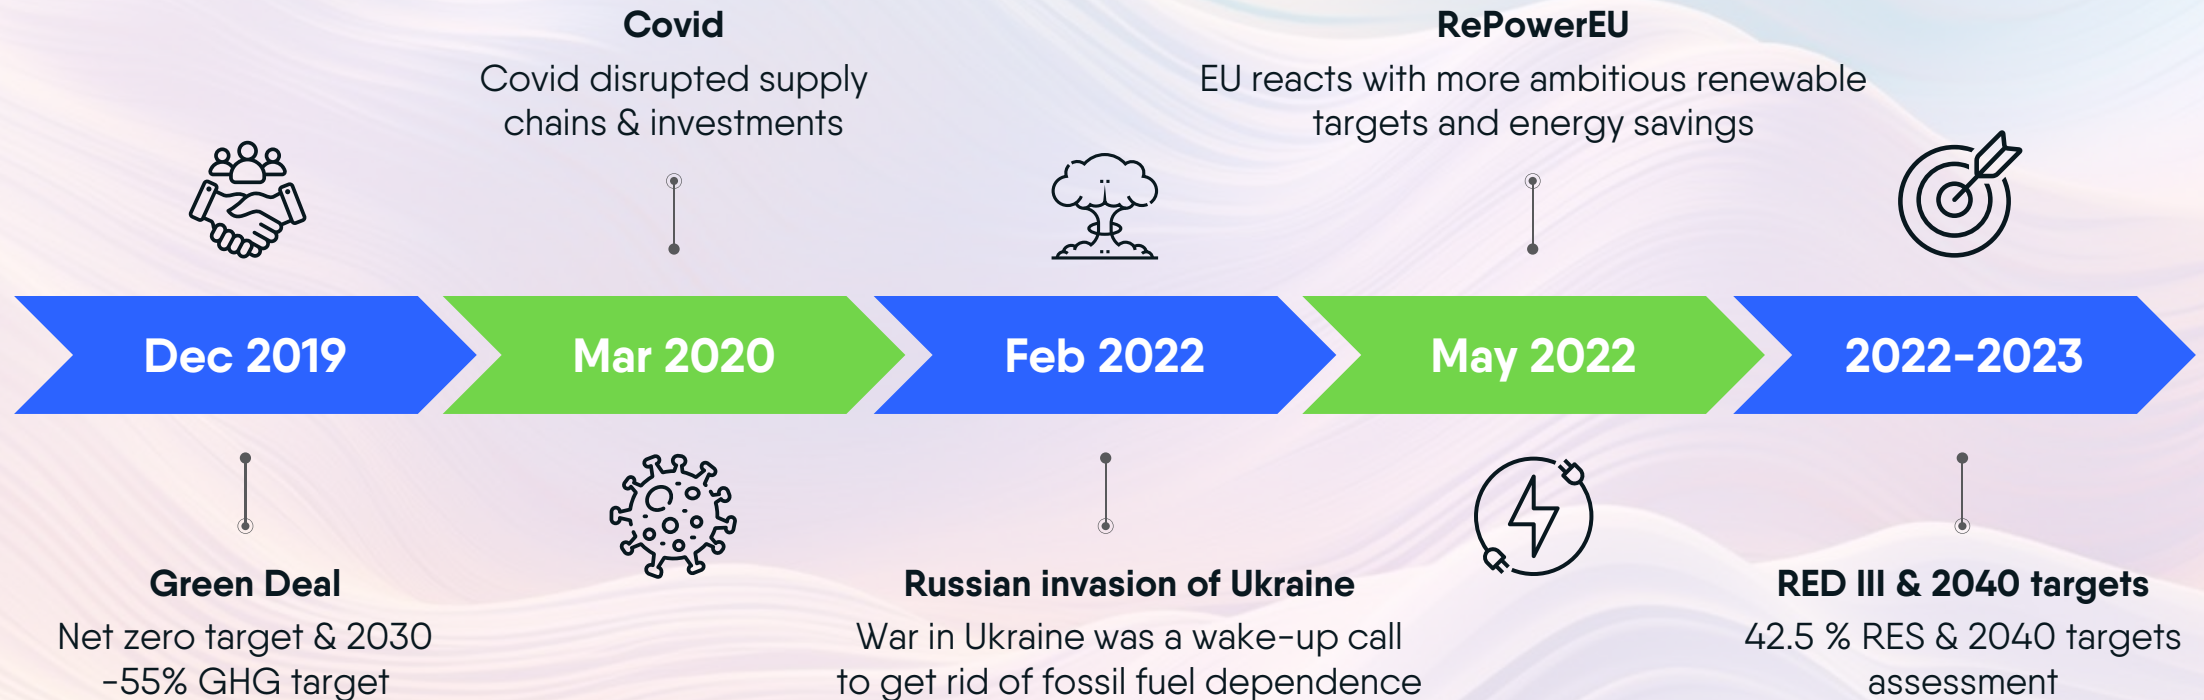 Covid
Covid disrupted supply
chains & investments
RePowerEU
EU reacts with more ambitious renewable
targets and energy savings
Dec 2019
Mar 2020
Feb 2022
May 2022
2022-2023
Green Deal
Net zero target & 2030
-55% GHG target
Russian invasion of Ukraine
War in Ukraine was a wake-up call
to get rid of fossil fuel dependence
RED III & 2040 targets
42.5 % RES & 2040 targets
assessment